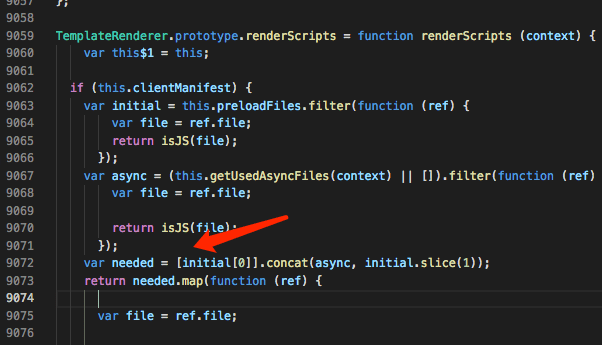 9057 };
9058
9059 TemplateRenderer.prototype.renderScripts = function renderScripts (context) {
9060 var this$1 = this;
9061
9062 if (this.clientManifest) {
9063 var initial = this.preloadFiles.filter(function (ref) {
9064 var file = ref.file;
9065 return isJS(file);
9066 });
9067 var async = (this.getUsedAsyncFiles(context) || []).filter(function (ref)
9068 var file = ref.file;
9069
9070 return isJS(file);
9071 });
9072 var needed = [initial[0]].concat(async, initial.slice(1));
9073 return needed.map(function (ref) {
9074
9075 var file = ref.file;
9076